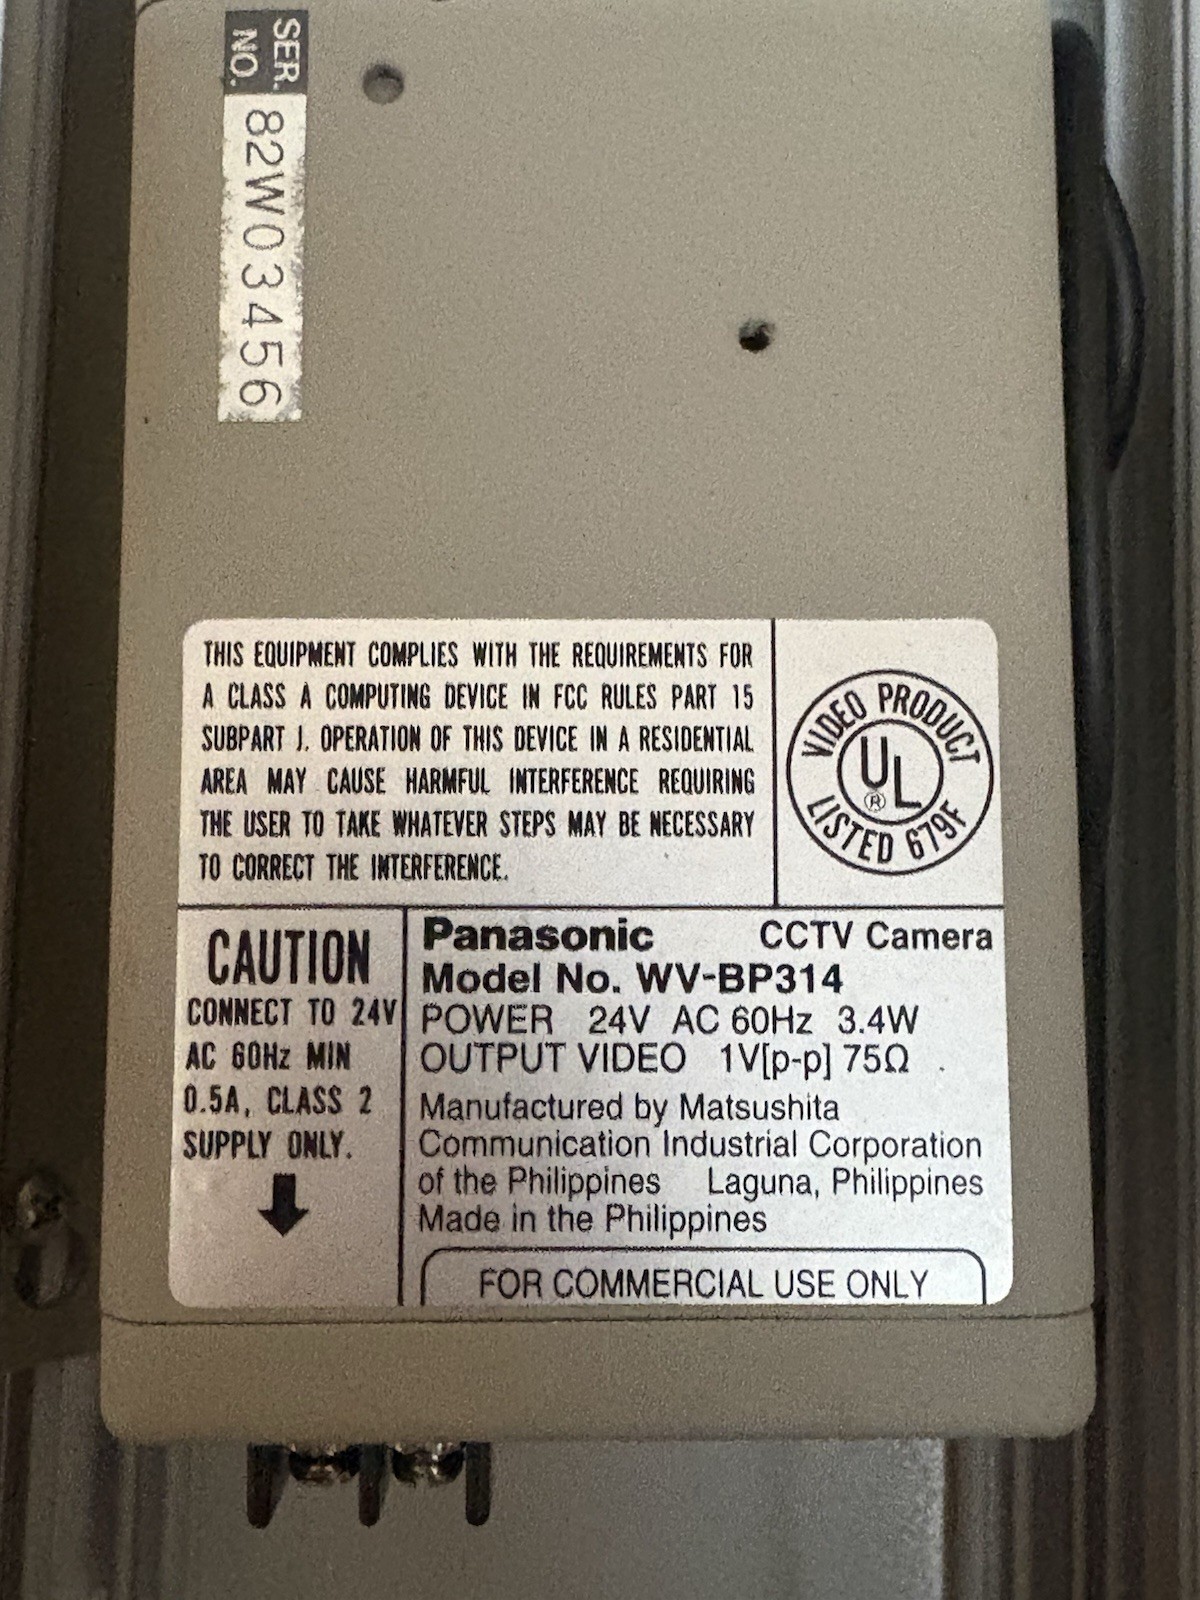 SER.
NO.
82W03456
THIS EQUIPMENT COMPLIES WITH THE REQUIREMENTS FOR
A CLASS A COMPUTING DEVICE IN FCC RULES PART 15
SUBPART J. OPERATION OF THIS DEVICE IN A RESIDENTIAL
AREA MAY CAUSE HARMFUL INTERFERENCE REQUIRING
THE USER TO TAKE WHATEVER STEPS MAY BE NECESSARY
TO CORRECT THE INTERFERENCE.
VIDEO PRODUCT
UL
®
LISTED 679F
CAUTION
CONNECT TO 24V
AC 60Hz MIN
0.5A, CLASS 2
SUPPLY ONLY.
Panasonic CCTV Camera
Model No. WV-BP314
POWER 24V AC 60Hz 3.4W
OUTPUT VIDEO 1V[p-p] 75Ω
Manufactured by Matsushita
Communication Industrial Corporation
of the Philippines Laguna, Philippines
Made in the Philippines
FOR COMMERCIAL USE ONLY